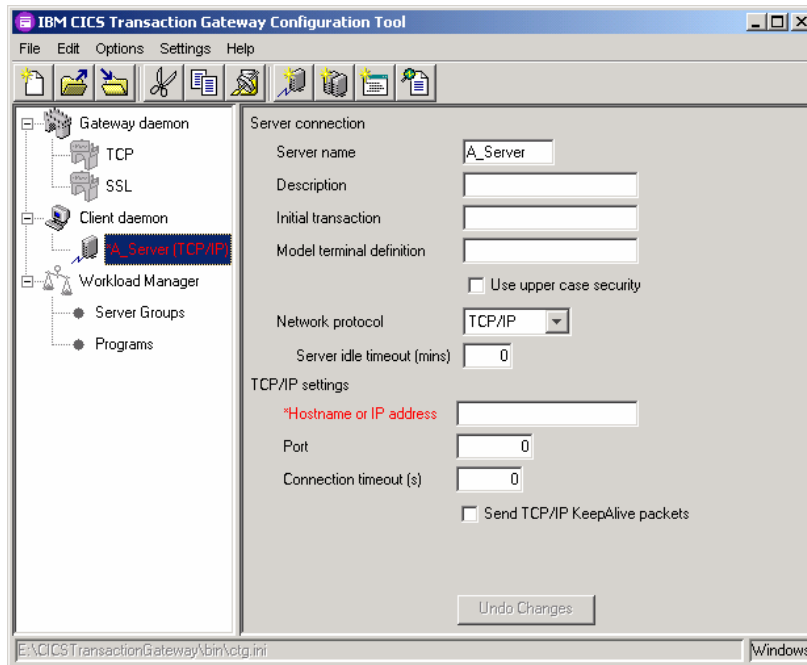 IBM CICS Transaction Gateway Configuration Tool
File Edit Options Settings Help
Gateway daemon
TCP
SSL
Client daemon
*A_Server (TCP/IP)
Workload Manager
Server Groups
Programs
Server connection
Server name A_Server
Description
Initial transaction
Model terminal definition
Use upper case security
Network protocol TCP/IP
Server idle timeout (mins) 0
TCP/IP settings
*Hostname or IP address
Port 0
Connection timeout (s) 0
Send TCP/IP KeepAlive packets
Undo Changes
E:\CICSTransactionGateway\bin\ctg.ini Windows